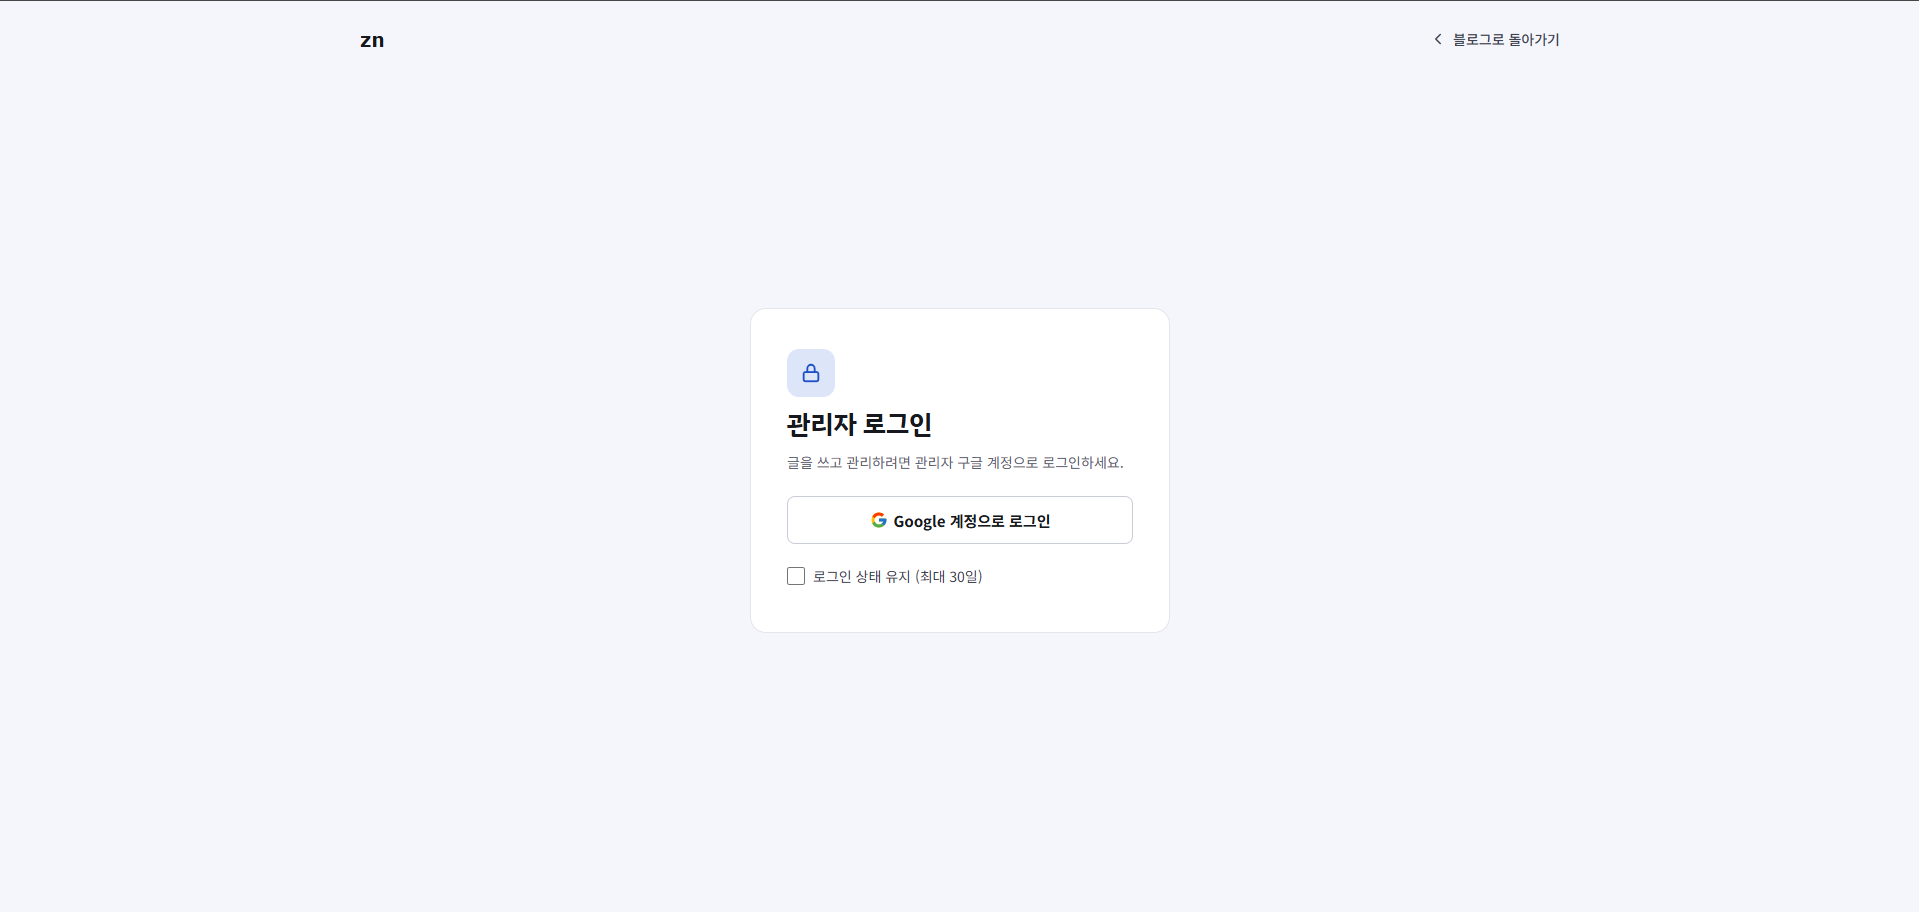 zn
블로그로 돌아가기
관리자 로그인
글을 쓰고 관리하려면 관리자 구글 계정으로 로그인하세요.
Google 계정으로 로그인
로그인 상태 유지 (최대 30일)